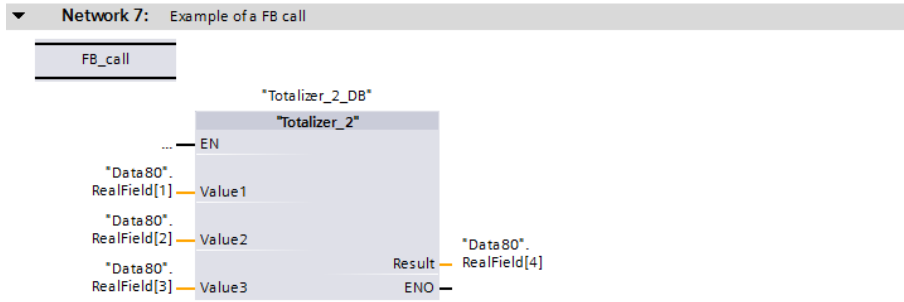 Network 7: Example of a FB call
FB_call
"Totalizer_2_DB"
"Totalizer_2"
... EN
"Data80".
RealField[1] Value1
"Data80".
RealField[2] Value2
"Data80".
Result RealField[4]
"Data80".
RealField[3] Value3 ENO